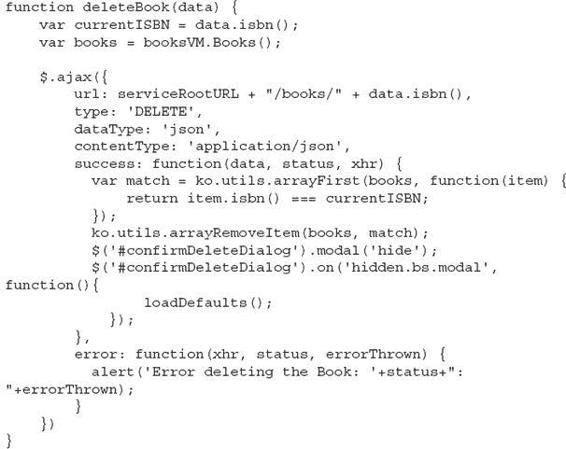 function deleteBook(data) {
    var currentISBN = data.isbn();
    var books = booksVM.Books();

    $.ajax({
        url: serviceRootURL + "/books/" + data.isbn(),
        type: 'DELETE',
        dataType: 'json',
        contentType: 'application/json',
        success: function(data, status, xhr) {
          var match = ko.utils.arrayFirst(books, function(item) {
              return item.isbn() === currentISBN;
          });
          ko.utils.arrayRemoveItem(books, match);
          $('#confirmDeleteDialog').modal('hide');
          $('#confirmDeleteDialog').on('hidden.bs.modal',
function(){
                loadDefaults();
            });
        },
        error: function(xhr, status, errorThrown) {
          alert('Error deleting the Book: '+status+":
"+errorThrown);
        }
    })
}